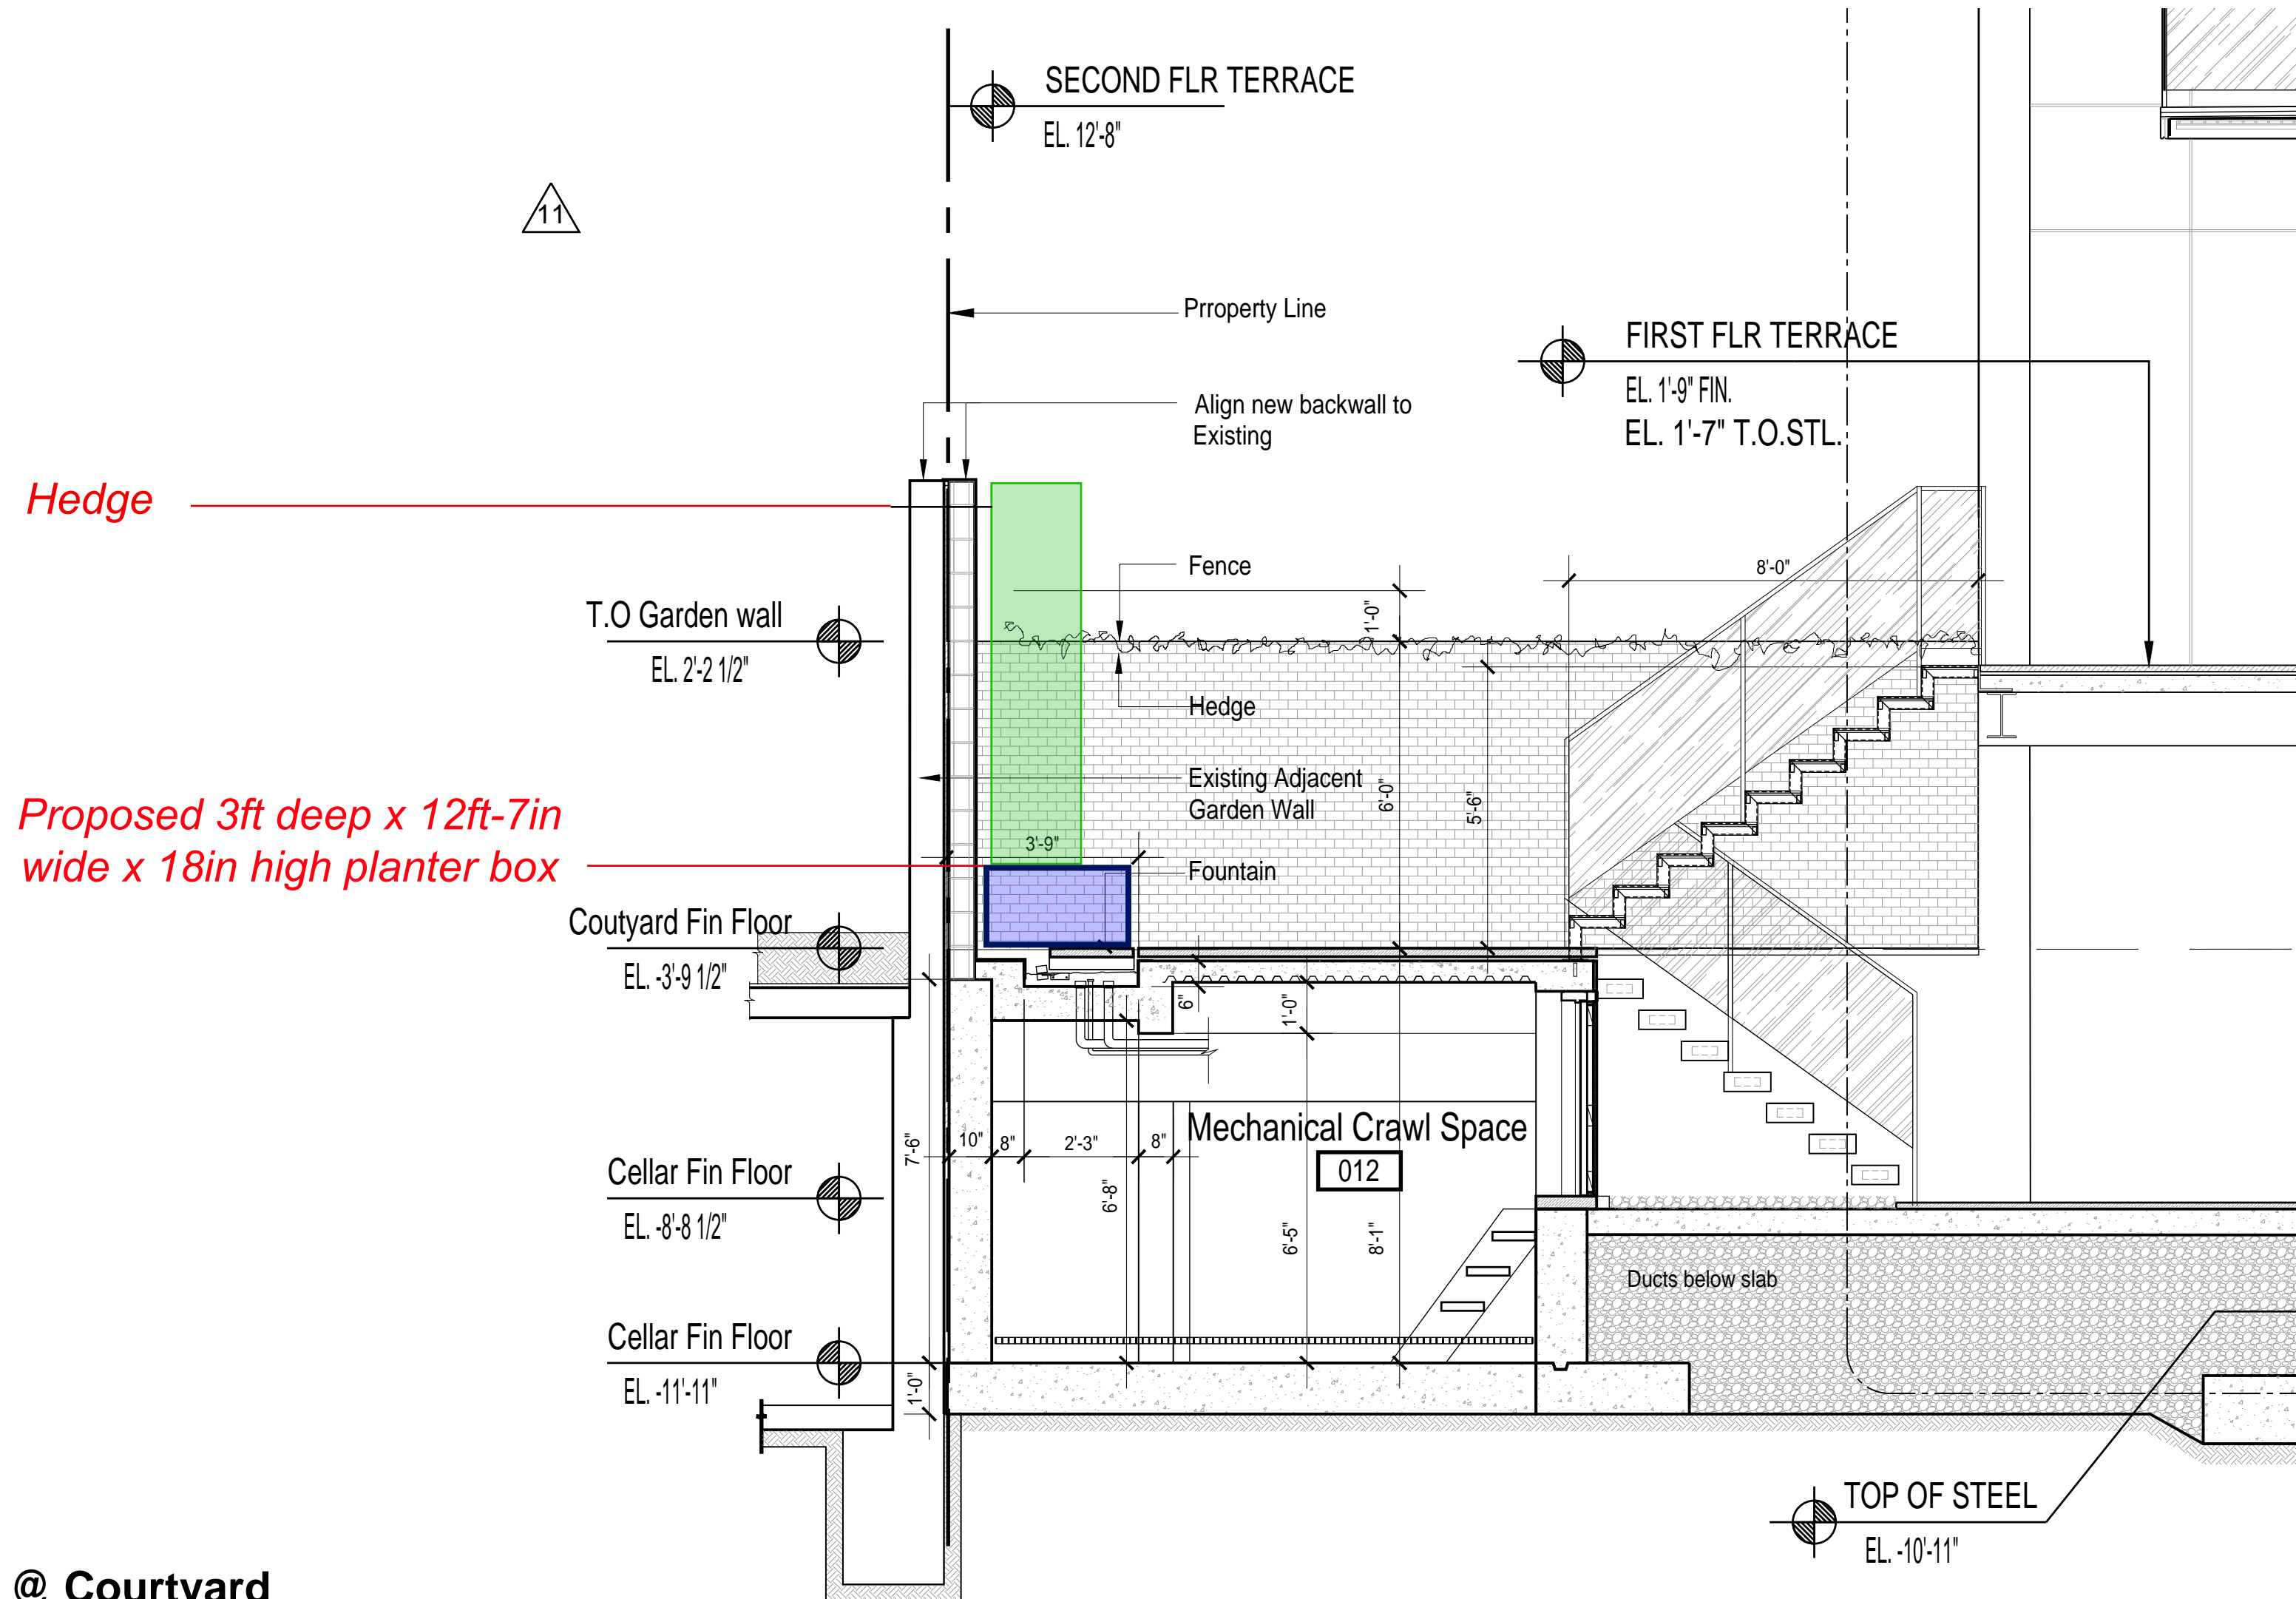 SECOND FLR TERRACE
EL. 12'-8"
11
Prroperty Line
FIRST FLR TERRACE
EL. 1'-9" FIN.
EL. 1'-7" T.O.STL.
Align new backwall to
Existing
Hedge
Fence
8'-0"
1'-0"
T.O Garden wall
EL. 2'-2 1/2"
Hedge
Existing Adjacent
Garden Wall
6'-0"
5'-6"
Proposed 3ft deep x 12ft-7in
wide x 18in high planter box
3'-9"
Fountain
Coutyard Fin Floor
EL. -3'-9 1/2"
6"
1'-0"
Mechanical Crawl Space
012
7'-6"
10"
8"
2'-3"
8"
6'-8"
6'-5"
8'-1"
Cellar Fin Floor
EL. -8'-8 1/2"
Ducts below slab
Cellar Fin Floor
EL. -11'-11"
1'-0"
TOP OF STEEL
EL. -10'-11"
@ Courtyard